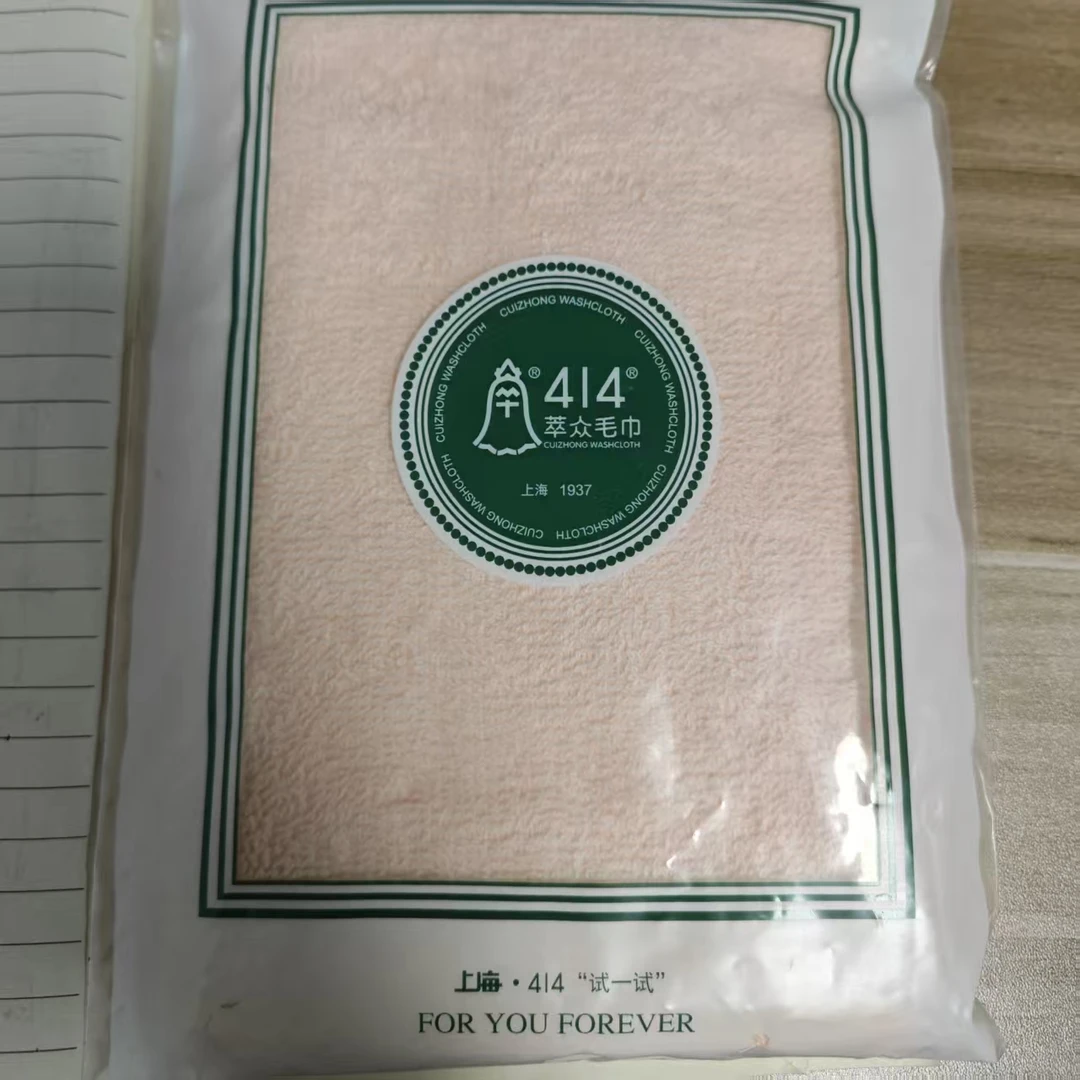 CUIZHONG WASHCLOTH CUIZHONG WASHCLOTH CUIZHONG WASHCLOTH CUIZHONG WASHCLOTH CUIZHONG WASHCLOTH
® 414®
萃众毛巾
CUIZHONG WASHCLOTH
上海 1937
上海·414“试一试”
FOR YOU FOREVER